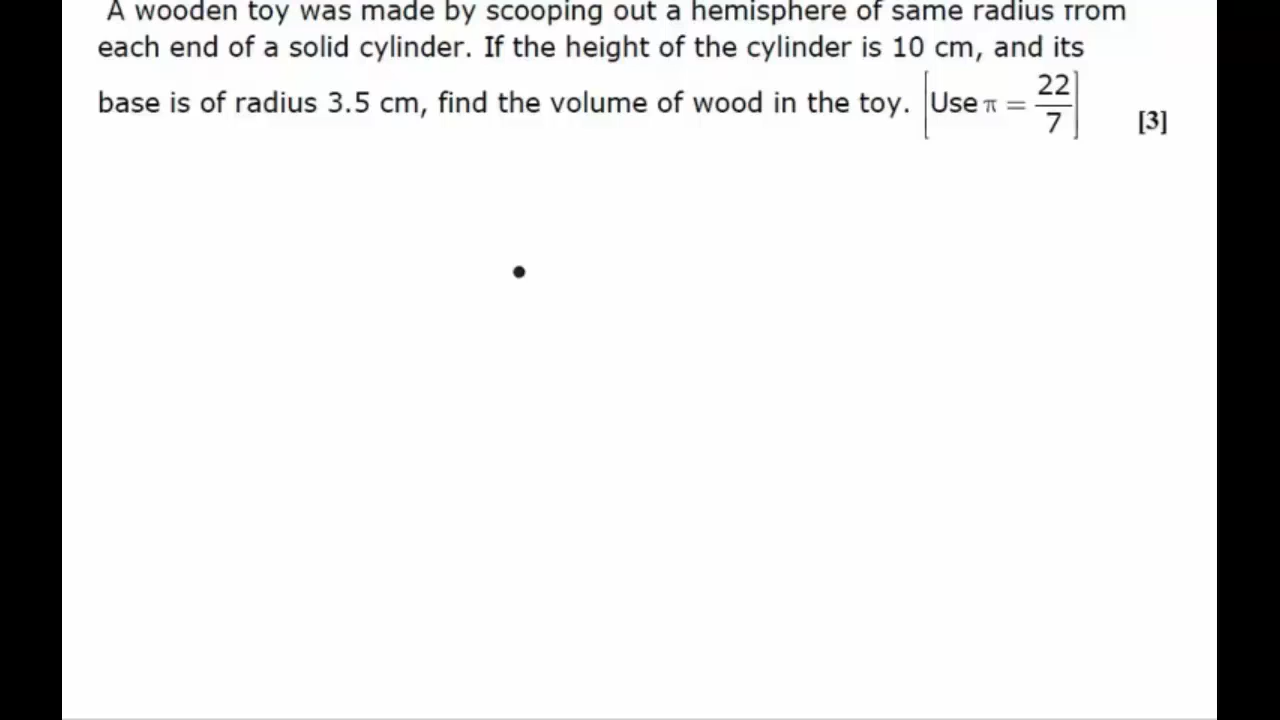 A wooden toy was made by scooping out a hemisphere of same radius from
each end of a solid cylinder. If the height of the cylinder is 10 cm, and its
base is of radius 3.5 cm, find the volume of wood in the toy. [Use π = 22/7] [3]